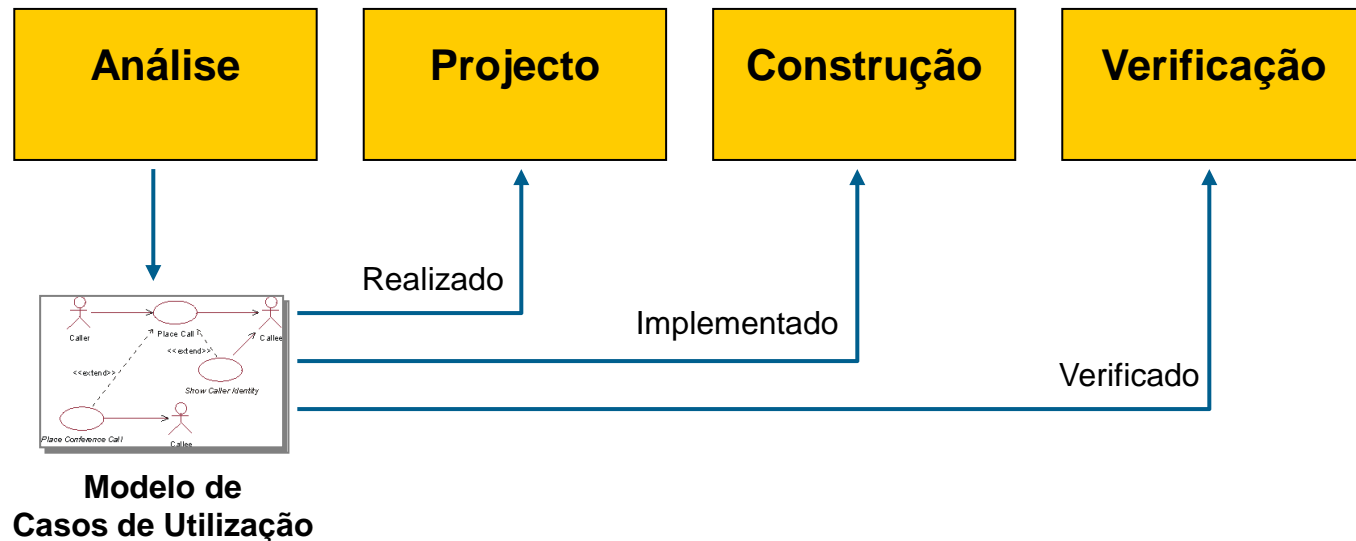 Análise
Projecto
Construção
Verificação
Realizado
Implementado
Verificado
Caller
Place Call
Callee
<<extend>>
<<extend>>
Show Caller Identity
Place Conference Call
Callee
Modelo de
Casos de Utilização